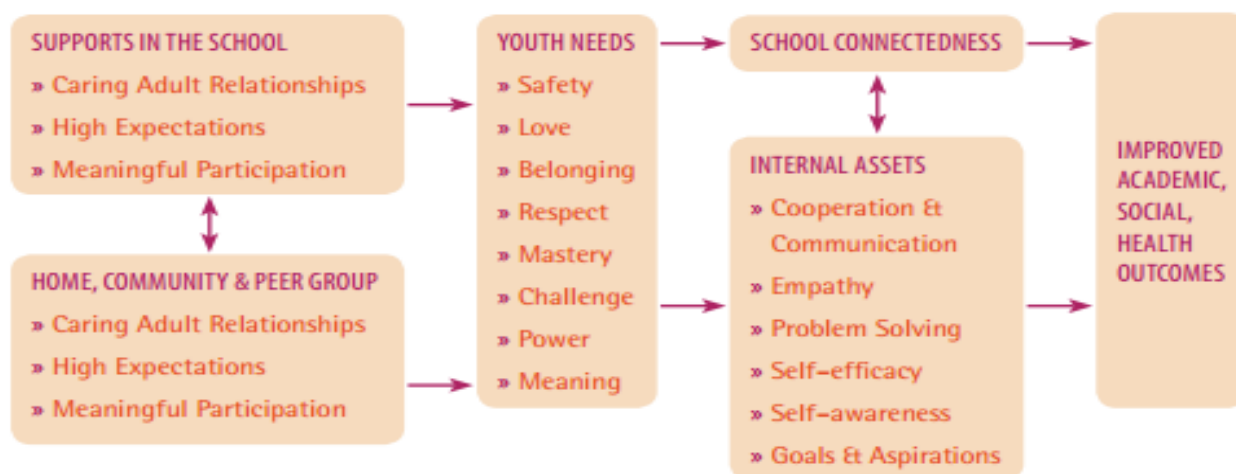 SUPPORTS IN THE SCHOOL
» Caring Adult Relationships
» High Expectations
» Meaningful Participation
HOME, COMMUNITY & PEER GROUP
» Caring Adult Relationships
» High Expectations
» Meaningful Participation
YOUTH NEEDS
» Safety
» Love
» Belonging
» Respect
» Mastery
» Challenge
» Power
» Meaning
SCHOOL CONNECTEDNESS
INTERNAL ASSETS
» Cooperation &
Communication
» Empathy
» Problem Solving
» Self-efficacy
» Self-awareness
» Goals & Aspirations
IMPROVED
ACADEMIC,
SOCIAL,
HEALTH
OUTCOMES